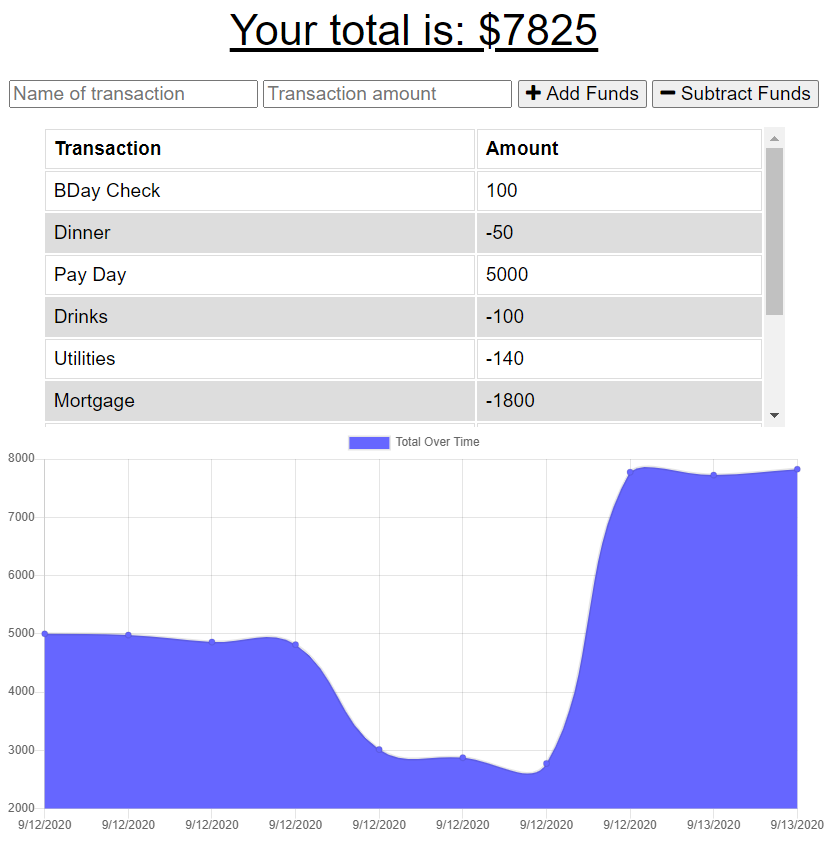 Your total is: $7825
Name of transaction Transaction amount Add Funds Subtract Funds
Transaction Amount
BDay Check 100
Dinner -50
Pay Day 5000
Drinks -100
Utilities -140
Mortgage -1800
Total Over Time
8000
7000
6000
5000
4000
3000
2000
9/12/2020 9/12/2020 9/12/2020 9/12/2020 9/12/2020 9/12/2020 9/12/2020 9/12/2020 9/13/2020 9/13/2020